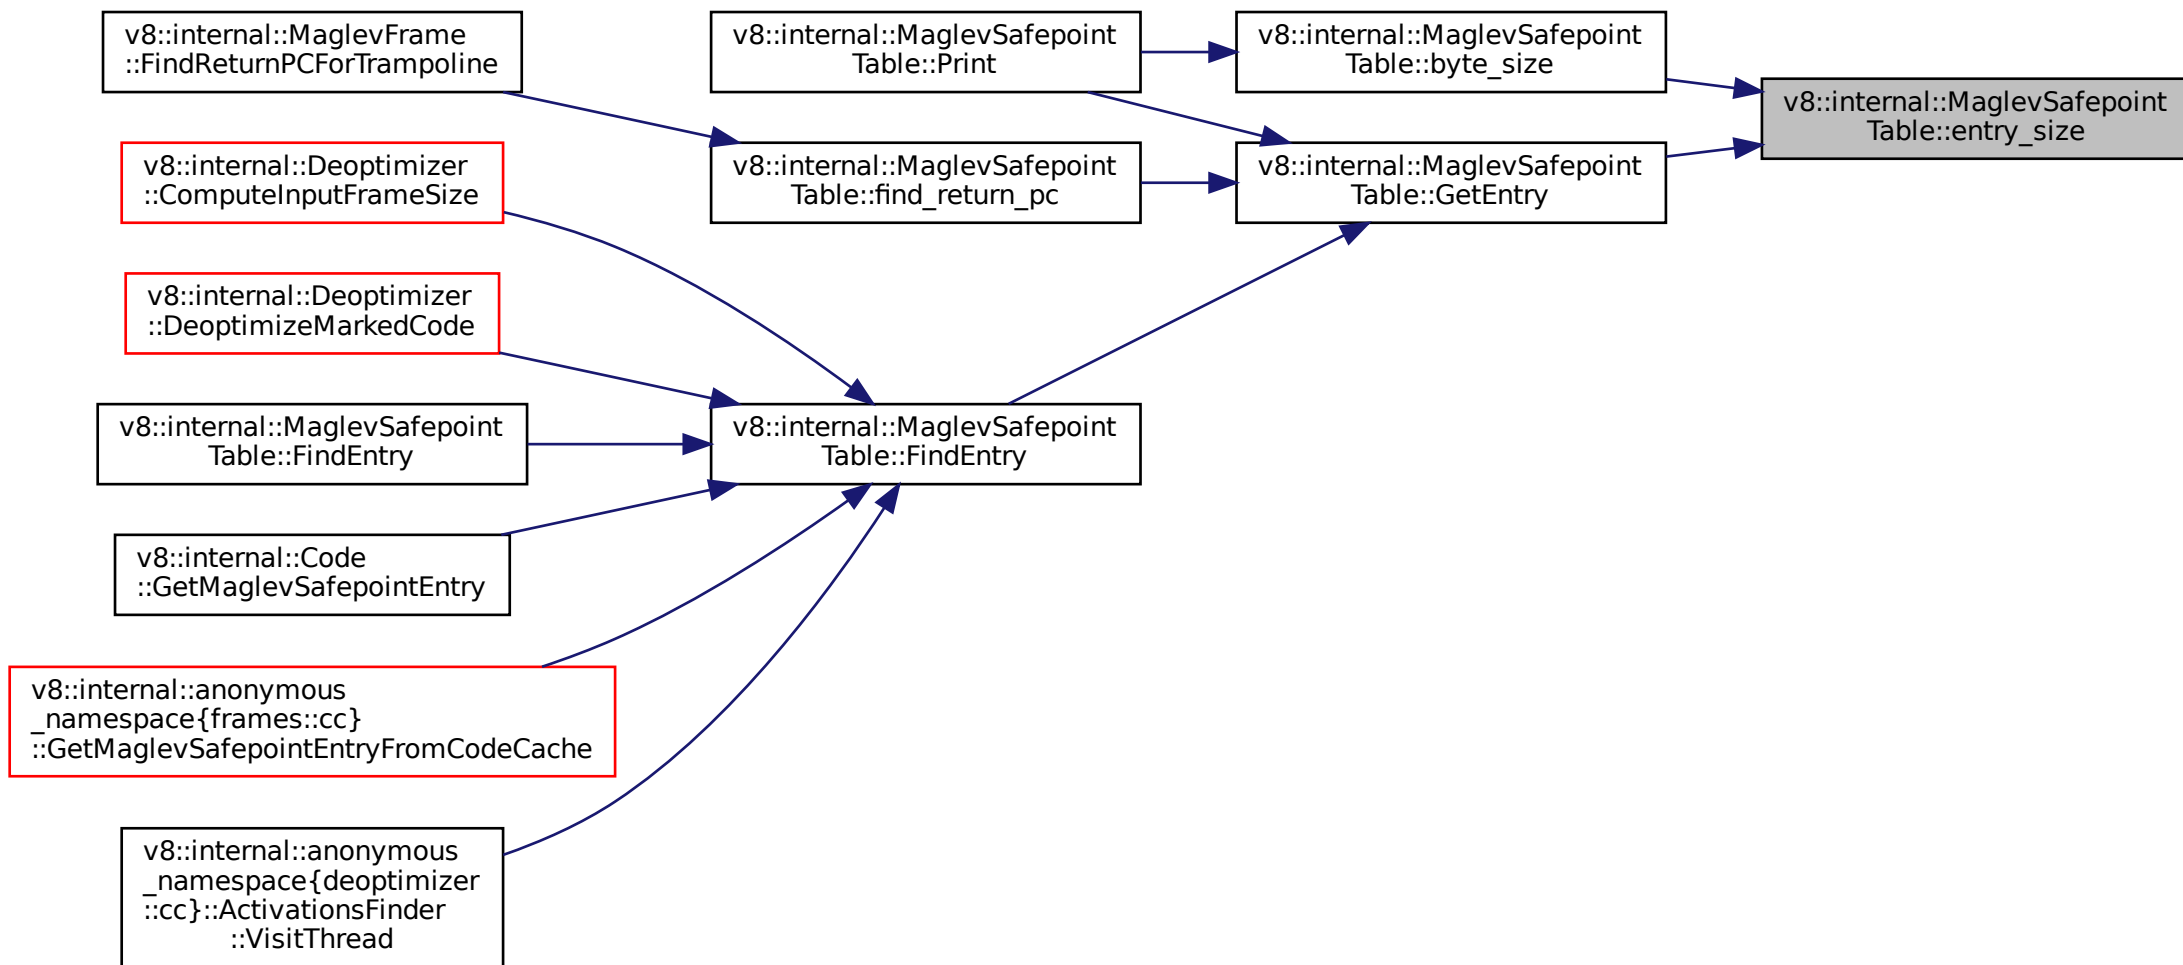 v8::internal::MaglevFrame
::FindReturnPCForTrampoline
v8::internal::MaglevSafepoint
Table::Print
v8::internal::MaglevSafepoint
Table::byte_size
v8::internal::MaglevSafepoint
Table::entry_size
v8::internal::Deoptimizer
::ComputeInputFrameSize
v8::internal::MaglevSafepoint
Table::find_return_pc
v8::internal::MaglevSafepoint
Table::GetEntry
v8::internal::Deoptimizer
::DeoptimizeMarkedCode
v8::internal::MaglevSafepoint
Table::FindEntry
v8::internal::MaglevSafepoint
Table::FindEntry
v8::internal::Code
::GetMaglevSafepointEntry
v8::internal::anonymous
_namespace{frames::cc}
::GetMaglevSafepointEntryFromCodeCache
v8::internal::anonymous
_namespace{deoptimizer
::cc}::ActivationsFinder
::VisitThread